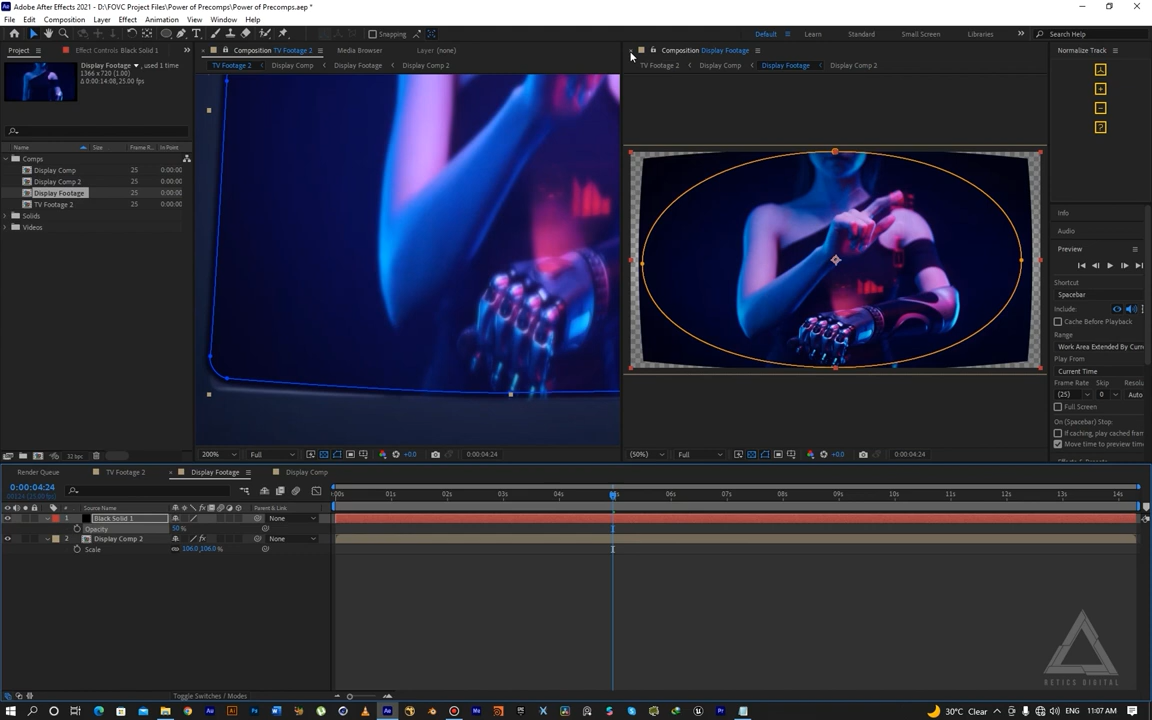 Adobe After Effects 2021 - D:\FOVC Project Files\Power of Precomps\Power of Precomps.aep *
File Edit Composition Layer Effect Animation View Window Help
Snapping Default Learn Standard Small Screen Libraries Search Help
Project Effect Controls Black Solid 1 Composition TV Footage 2 Media Browser Layer (none) Composition Display Footage Normalize Track
Display Footage , used 1 time
1366 x 720 (1.00)
Δ 0:00:14:08, 25.00 fps
TV Footage 2 Display Comp Display Footage Display Comp 2
TV Footage 2 Display Comp Display Footage Display Comp 2
Name Size Frame R... In Point
Comps
Display Comp 25 0:00:00
Display Comp 2 25 0:00:00
Display Footage 25 0:00:00
TV Footage 2 25 0:00:00
Solids
Videos
Info
Audio
Preview
Shortcut
Spacebar
Include:
Cache Before Playback
Range
Work Area Extended By Curre
Play From
Current Time
Frame Rate Skip Resolu
(25) 0 Auto
Full Screen
On (Spacebar) Stop:
If caching, play cached fram
Move time to preview time
32 bpc
200% Full +0.0 0:00:04:24
(50%) Full +0.0 0:00:04:24
Render Queue TV Footage 2 Display Footage Display Comp
0:00:04:24
:00s 01s 02s 03s 04s 05s 06s 07s 08s 09s 10s 11s 12s 13s 14s
# Source Name Parent & Link
1 Black Solid 1 None
Opacity 50 %
2 Display Comp 2 None
Scale 106.0,106.0 %
RETICS DIGITAL
Toggle Switches / Modes
30°C Clear ENG 11:07 AM